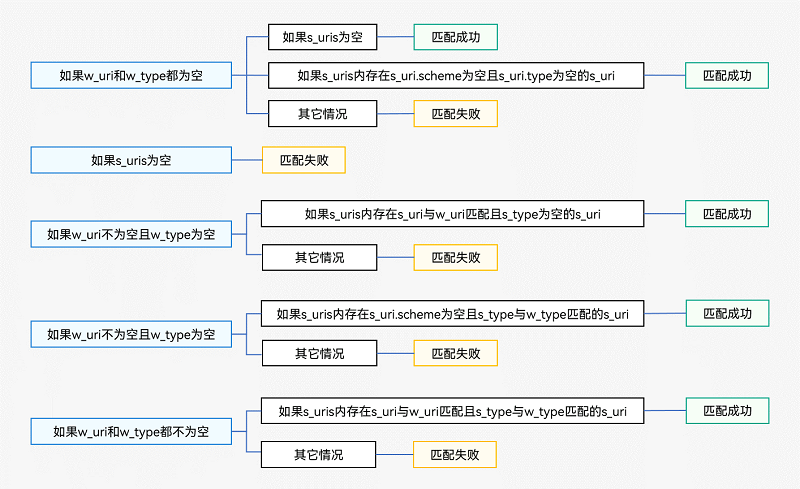 如果w_uri和w_type都为空
如果s_uris为空
匹配成功
如果s_uris内存在s_uri.scheme为空且s_uri.type为空的s_uri
匹配成功
其它情况
匹配失败
如果s_uris为空
匹配失败
如果w_uri不为空且w_type为空
如果s_uris内存在s_uri与w_uri匹配且s_type为空的s_uri
匹配成功
其它情况
匹配失败
如果w_uri不为空且w_type为空
如果s_uris内存在s_uri.scheme为空且s_type与w_type匹配的s_uri
匹配成功
其它情况
匹配失败
如果w_uri和w_type都不为空
如果s_uris内存在s_uri与w_uri匹配且s_type与w_type匹配的s_uri
匹配成功
其它情况
匹配失败